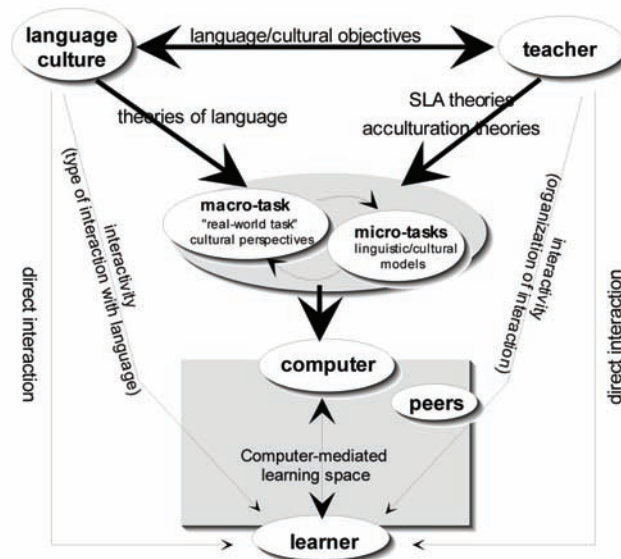 language
culture
language/cultural objectives
teacher
theories of language
SLA theories
acculturation theories
macro-task
"real-world task"
cultural perspectives
micro-tasks
linguistic/cultural
models
interactivity
(type of interaction with language)
interactivity
(organization of interaction)
direct interaction
direct interaction
computer
peers
Computer-mediated
learning space
learner